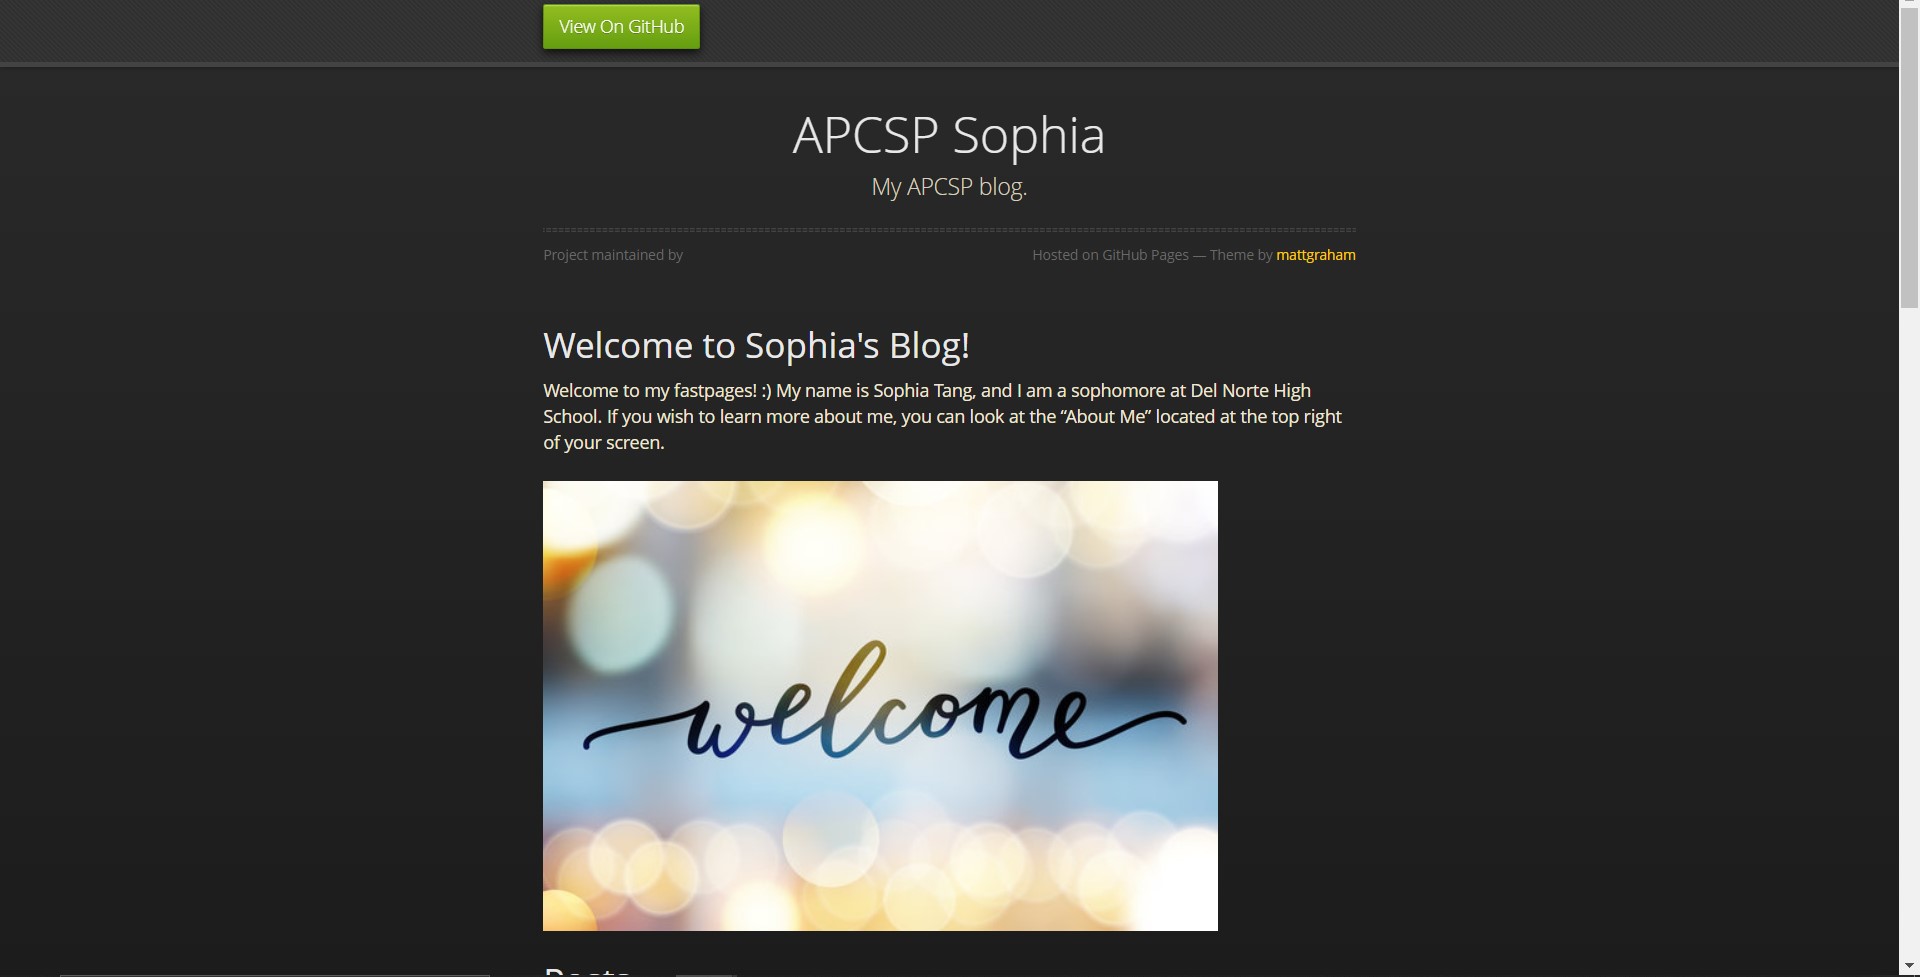 View On GitHub
APCSP Sophia
My APCSP blog.
Project maintained by
Hosted on GitHub Pages — Theme by mattgraham
Welcome to Sophia's Blog!
Welcome to my fastpages! :) My name is Sophia Tang, and I am a sophomore at Del Norte High
School. If you wish to learn more about me, you can look at the “About Me” located at the top right
of your screen.
welcome
Posts